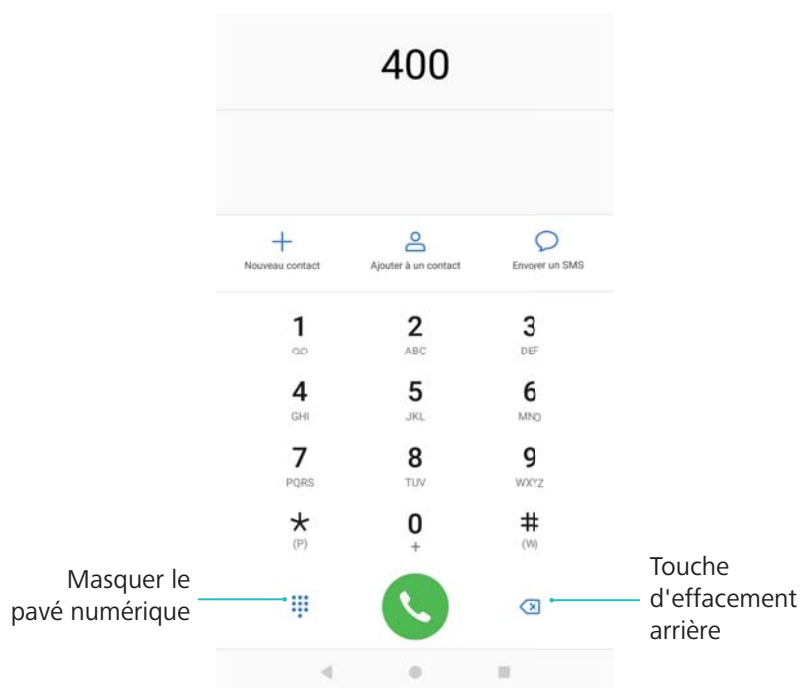 400
Nouveau contact Ajouter à un contact Envoyer un SMS
1 2 3
ABC DEF
4 5 6
GHI JKL MNO
7 8 9
PQRS TUV WXYZ
* 0 #
(P) + (W)
Masquer le
pavé numérique
Touche
d'effacement
arrière